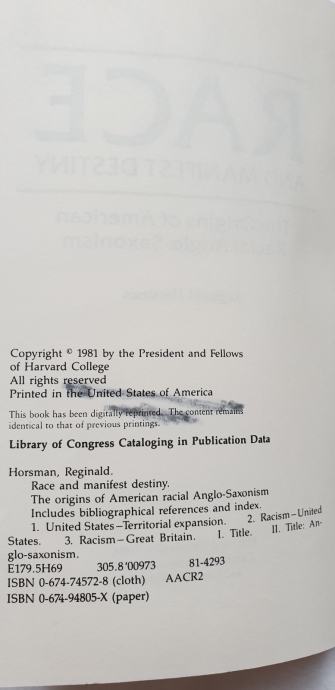 Copyright © 1981 by the President and Fellows
of Harvard College
All rights reserved
Printed in the United States of America
This book has been digitally reprinted. The content remains
identical to that of previous printings.
Library of Congress Cataloging in Publication Data
Horsman, Reginald.
Race and manifest destiny.
The origins of American racial Anglo-Saxonism
Includes bibliographical references and index.
1. United States—Territorial expansion. 2. Racism—United
States. 3. Racism—Great Britain. I. Title. II. Title: An-
glo-saxonism.
E179.5H69 305.8'00973 81-4293
ISBN 0-674-74572-8 (cloth) AACR2
ISBN 0-674-94805-X (paper)